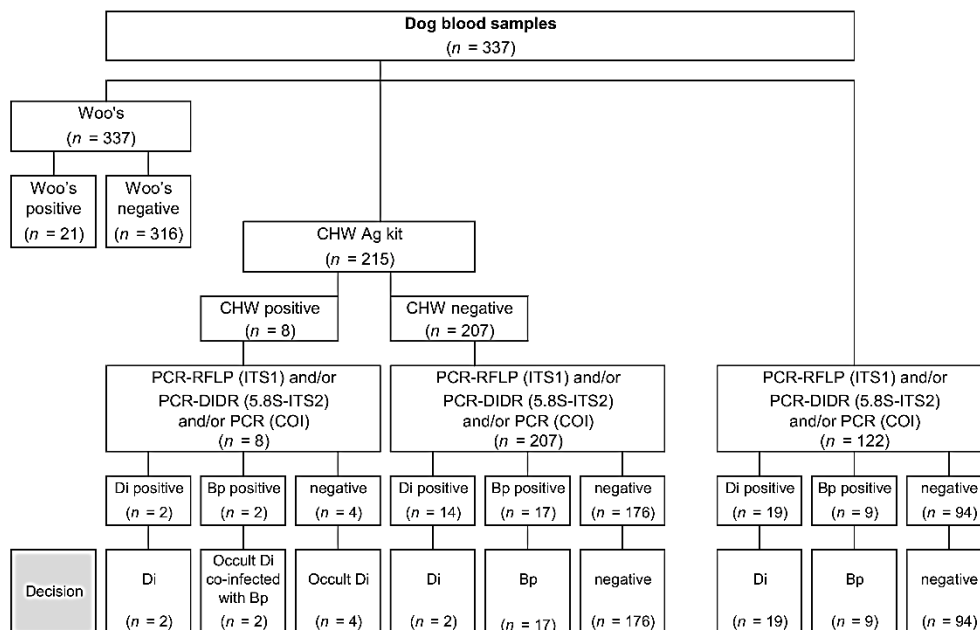 Dog blood samples
(n = 337)
Woo's
(n = 337)
Woo's
positive
(n = 21)
Woo's
negative
(n = 316)
CHW Ag kit
(n = 215)
CHW positive
(n = 8)
CHW negative
(n = 207)
PCR-RFLP (ITS1) and/or
PCR-DIDR (5.8S-ITS2)
and/or PCR (COI)
(n = 8)
PCR-RFLP (ITS1) and/or
PCR-DIDR (5.8S-ITS2)
and/or PCR (COI)
(n = 207)
PCR-RFLP (ITS1) and/or
PCR-DIDR (5.8S-ITS2)
and/or PCR (COI)
(n = 122)
Di positive
(n = 2)
Bp positive
(n = 2)
negative
(n = 4)
Di positive
(n = 14)
Bp positive
(n = 17)
negative
(n = 176)
Di positive
(n = 19)
Bp positive
(n = 9)
negative
(n = 94)
Decision
Di
(n = 2)
Occult Di
co-infected
with Bp
(n = 2)
Occult Di
(n = 4)
Di
(n = 2)
Bp
(n = 17)
negative
(n = 176)
Di
(n = 19)
Bp
(n = 9)
negative
(n = 94)